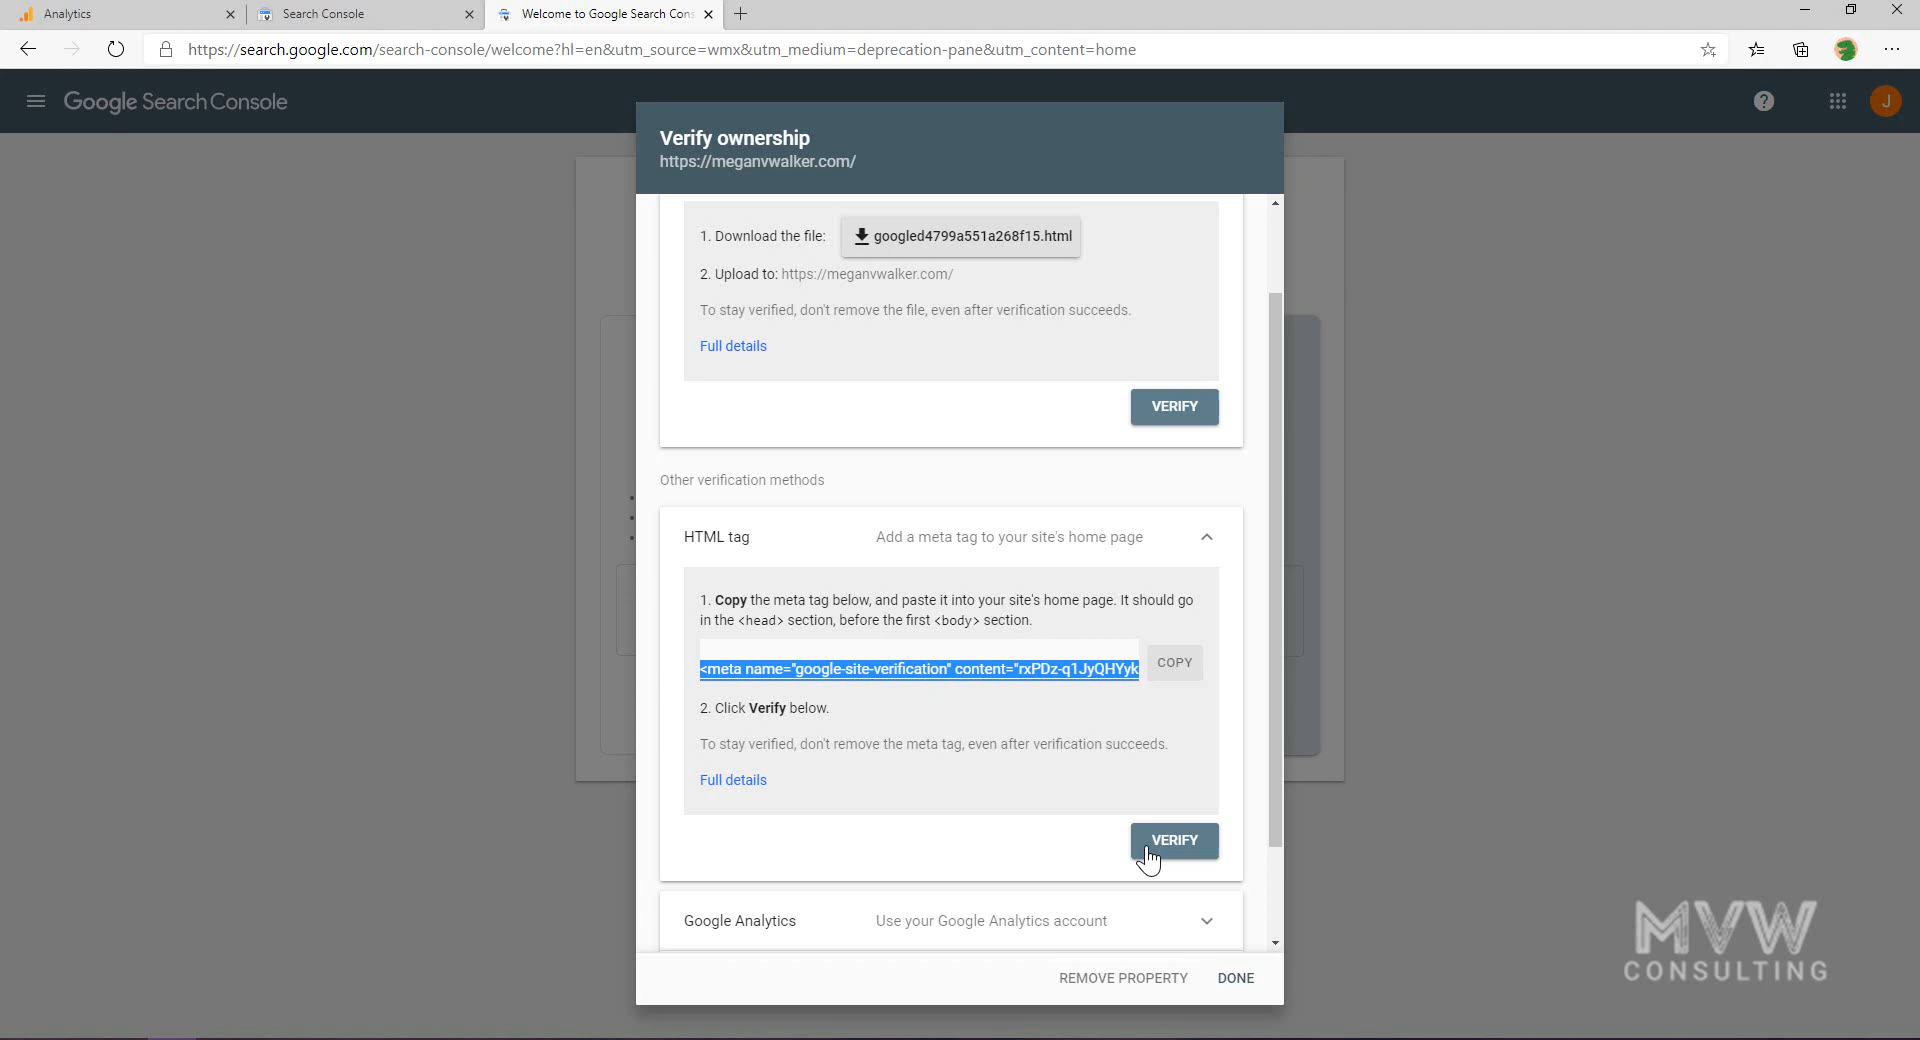 Analytics
Search Console
Welcome to Google Search Cons
https://search.google.com/search-console/welcome?hl=en&utm_source=wmx&utm_medium=deprecation-pane&utm_content=home
Google Search Console
J
Verify ownership
https://meganvwalker.com/
1. Download the file:
googled4799a551a268f15.html
2. Upload to: https://meganvwalker.com/
To stay verified, don't remove the file, even after verification succeeds.
Full details
VERIFY
Other verification methods
HTML tag
Add a meta tag to your site's home page
1. Copy the meta tag below, and paste it into your site's home page. It should go
in the <head> section, before the first <body> section.
<meta name="google-site-verification" content="rxPDz-q1JyQHYyk
COPY
2. Click Verify below.
To stay verified, don't remove the meta tag, even after verification succeeds.
Full details
VERIFY
Google Analytics
Use your Google Analytics account
REMOVE PROPERTY
DONE
MVW
CONSULTING